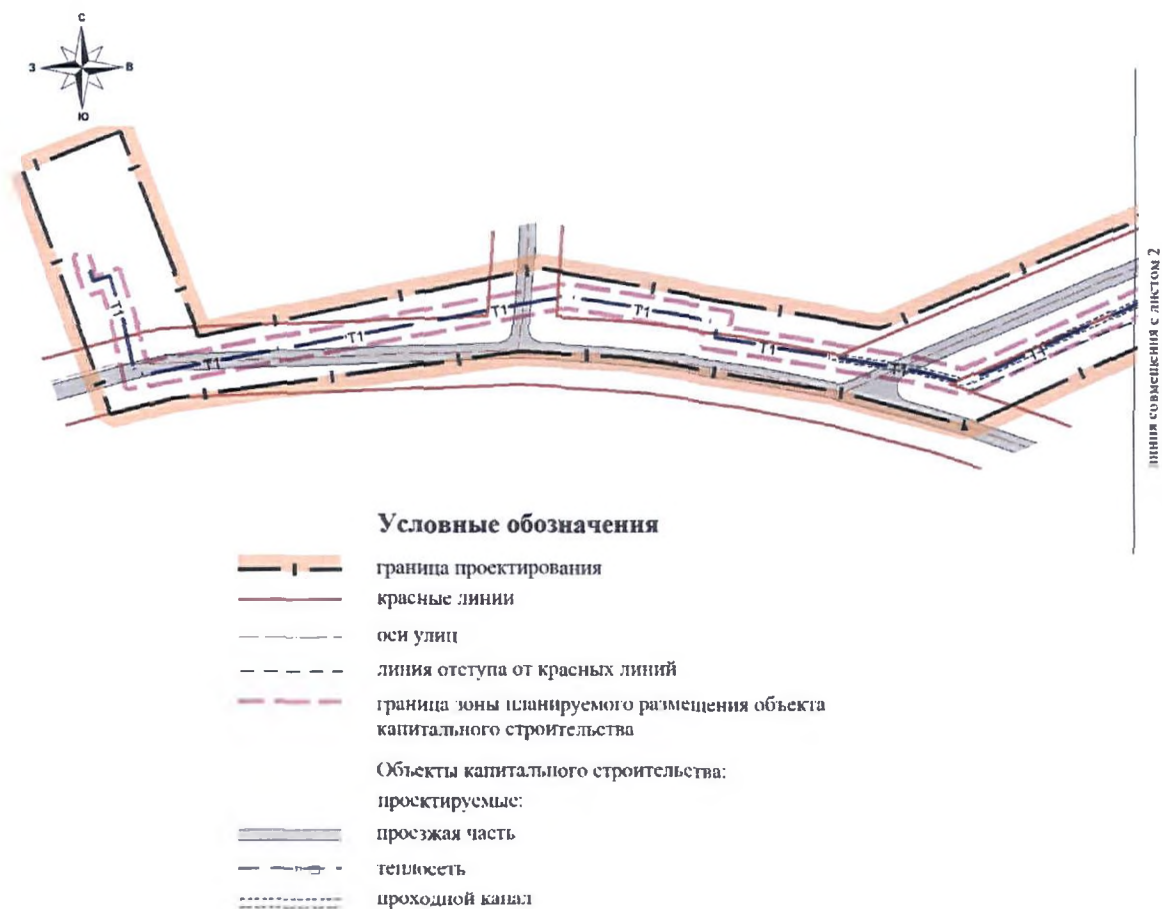 С
З
В
Ю
Т1
Т1
Т1
Т1
Т1
Т1
Т1
Т1
линия совмещения с листом 2
Условные обозначения
граница проектирования
красные линии
оси улиц
линия отступа от красных линий
граница зоны планируемого размещения объекта
капитального строительства
Объекты капитального строительства:
проектируемые:
проезжая часть
теплосеть
проходной канал